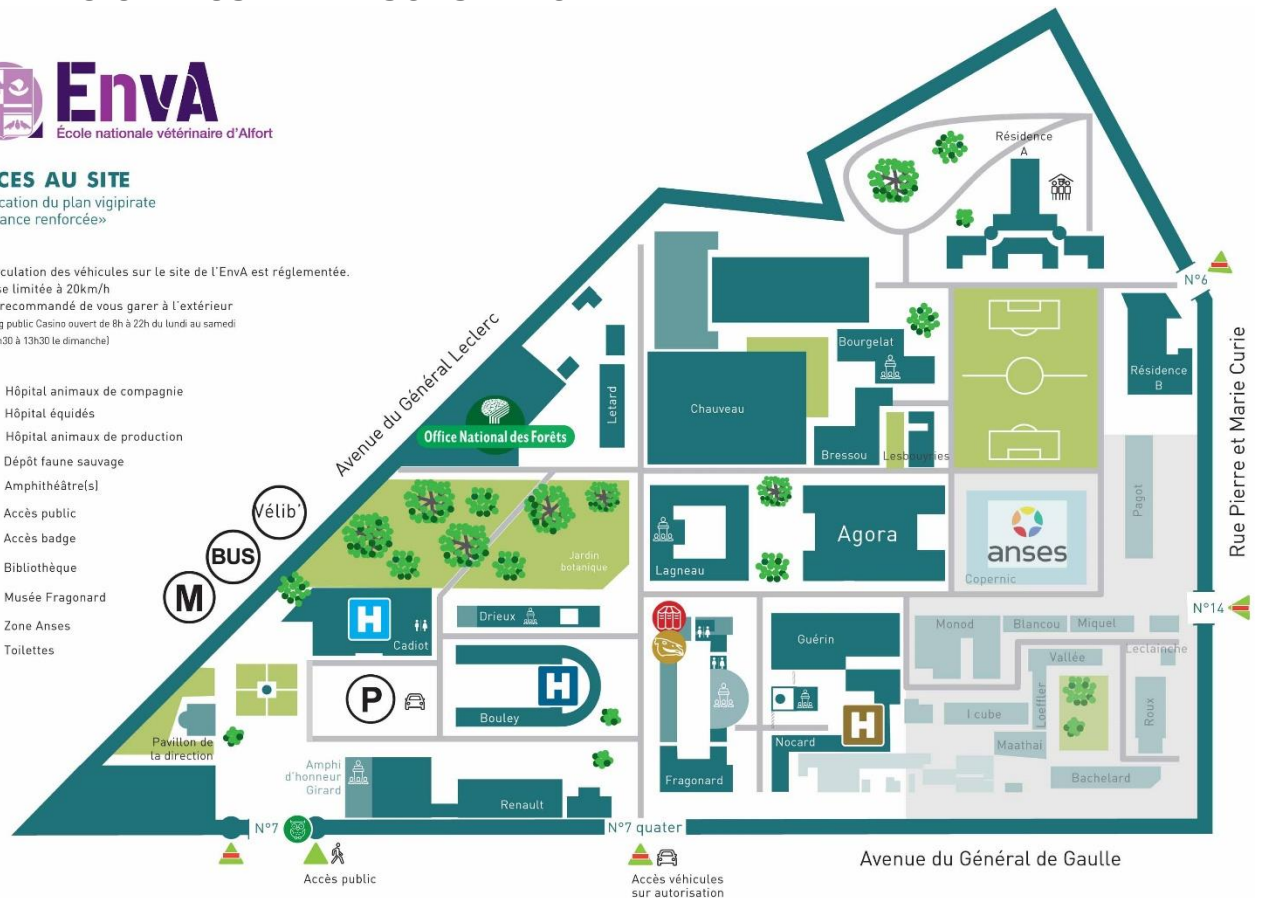 EnvA
École nationale vétérinaire d'Alfort
CES AU SITE
cation du plan vigipirate
ance renforcée»
culation des véhicules sur le site de l'EnvA est réglementée.
se limitée à 20km/h
recommandé de vous garer à l'extérieur
g public Casino ouvert de 8h à 22h du lundi au samedi
h30 à 13h30 le dimanche)
Hôpital animaux de compagnie
Hôpital équidés
Hôpital animaux de production
Dépôt faune sauvage
Amphithéâtre(s)
Accès public
Accès badge
Bibliothèque
Musée Fragonard
Zone Anses
Toilettes
Avenue du Général Leclerc
Vélib'
BUS
M
Office National des Forêts
Letard
Chauveau
Bourgelat
Bressou
Lesbouyries
Résidence
A
N°6
Résidence
B
Rue Pierre et Marie Curie
Pagot
Lagneau
Agora
anses
Copernic
Jardin
botanique
H
Cadiot
Drieux
H
Bouley
P
Pavillon de
la direction
Amphi
d'honneur
Girard
Renault
Fragonard
Guérin
H
Nocard
Monod
Blancou
Miquel
Leclainche
N°14
Vallée
Loeffler
I cube
Maathai
Roux
Bachelard
N°7
N°7 quater
Accès public
Accès véhicules
sur autorisation
Avenue du Général de Gaulle